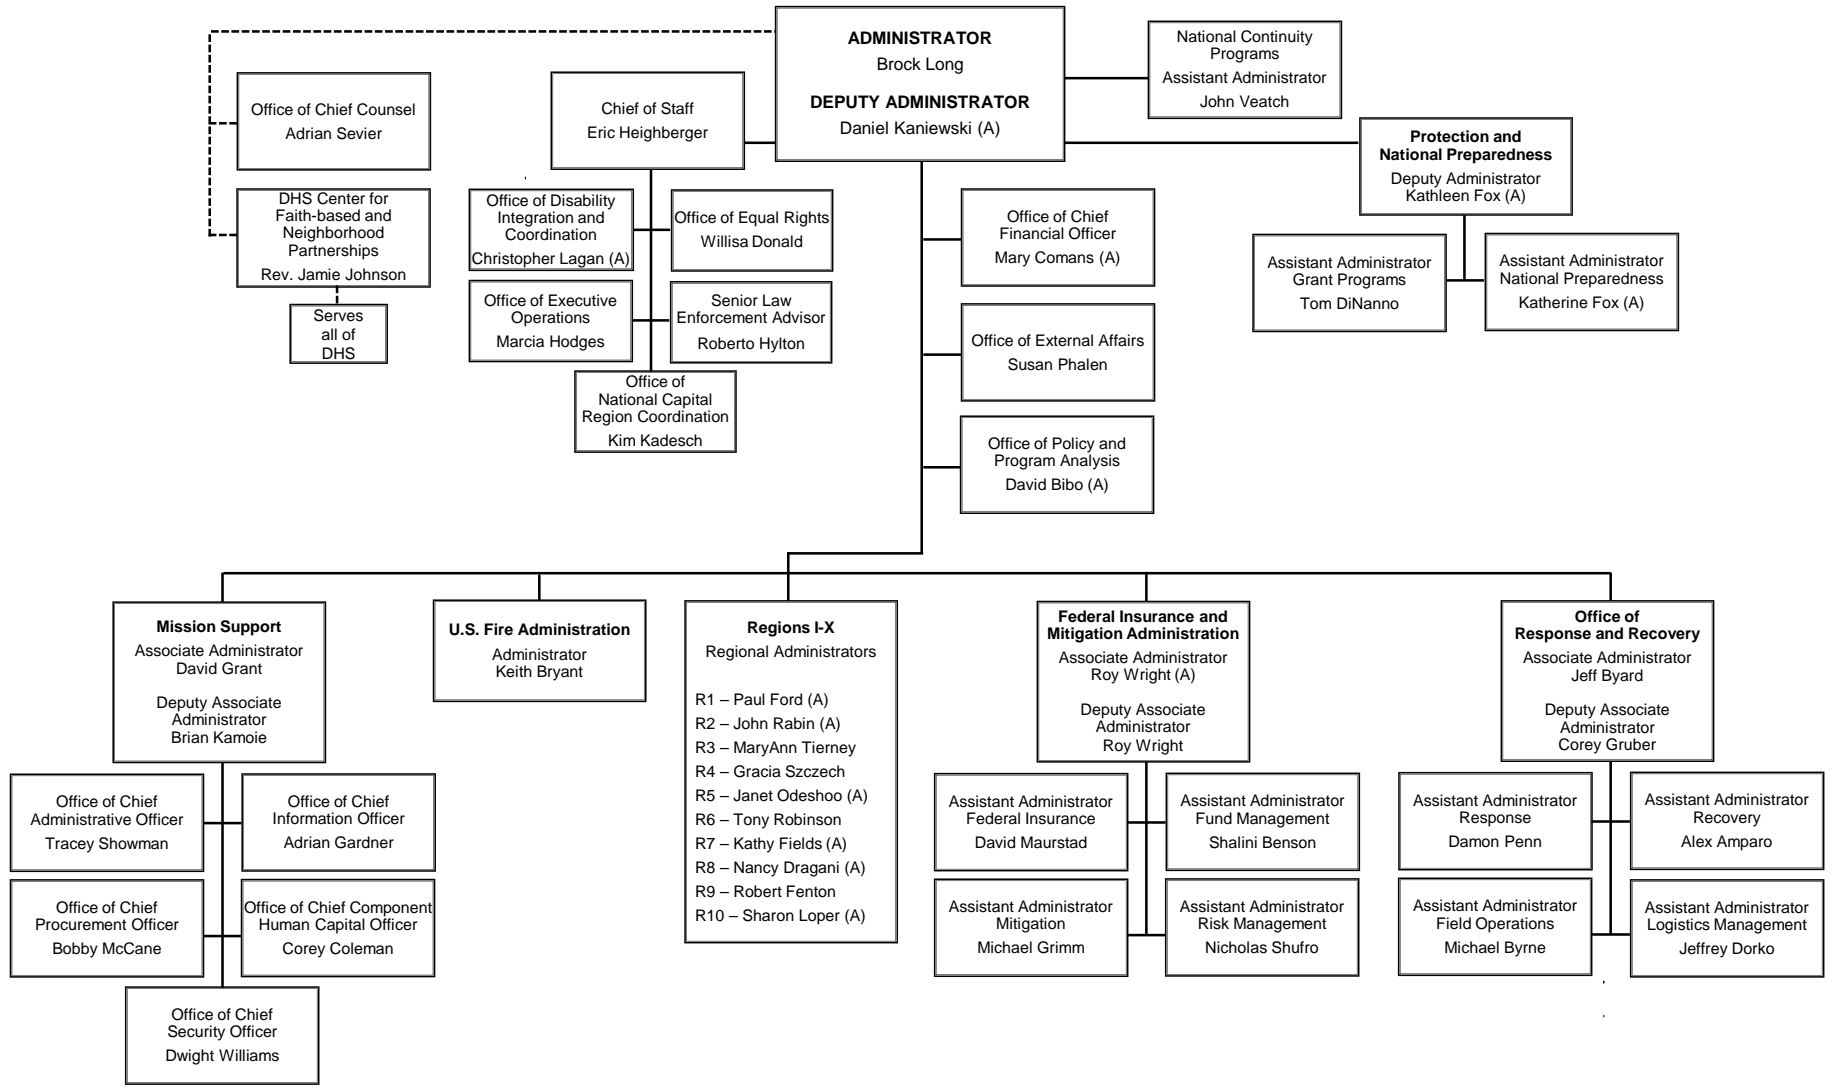 ADMINISTRATOR
Brock Long
DEPUTY ADMINISTRATOR
Daniel Kaniewski (A)
National Continuity
Programs
Assistant Administrator
John Veatch
Office of Chief Counsel
Adrian Sevier
Chief of Staff
Eric Heighberger
Protection and
National Preparedness
Deputy Administrator
Kathleen Fox (A)
DHS Center for
Faith-based and
Neighborhood
Partnerships
Rev. Jamie Johnson
Serves
all of
DHS
Office of Disability
Integration and
Coordination
Christopher Lagan (A)
Office of Equal Rights
Willisa Donald
Office of Executive
Operations
Marcia Hodges
Senior Law
Enforcement Advisor
Roberto Hylton
Office of
National Capital
Region Coordination
Kim Kadesch
Office of Chief
Financial Officer
Mary Comans (A)
Office of External Affairs
Susan Phalen
Office of Policy and
Program Analysis
David Bibo (A)
Assistant Administrator
Grant Programs
Tom DiNanno
Assistant Administrator
National Preparedness
Katherine Fox (A)
Mission Support
Associate Administrator
David Grant
Deputy Associate
Administrator
Brian Kamoie
Office of Chief
Administrative Officer
Tracey Showman
Office of Chief
Information Officer
Adrian Gardner
Office of Chief
Procurement Officer
Bobby McCane
Office of Chief Component
Human Capital Officer
Corey Coleman
Office of Chief
Security Officer
Dwight Williams
U.S. Fire Administration
Administrator
Keith Bryant
Regions I-X
Regional Administrators
R1 – Paul Ford (A)
R2 – John Rabin (A)
R3 – MaryAnn Tierney
R4 – Gracia Szczech
R5 – Janet Odeshoo (A)
R6 – Tony Robinson
R7 – Kathy Fields (A)
R8 – Nancy Dragani (A)
R9 – Robert Fenton
R10 – Sharon Loper (A)
Federal Insurance and
Mitigation Administration
Associate Administrator
Roy Wright (A)
Deputy Associate
Administrator
Roy Wright
Assistant Administrator
Federal Insurance
David Maurstad
Assistant Administrator
Fund Management
Shalini Benson
Assistant Administrator
Mitigation
Michael Grimm
Assistant Administrator
Risk Management
Nicholas Shufro
Office of
Response and Recovery
Associate Administrator
Jeff Byard
Deputy Associate
Administrator
Corey Gruber
Assistant Administrator
Response
Damon Penn
Assistant Administrator
Recovery
Alex Amparo
Assistant Administrator
Field Operations
Michael Byrne
Assistant Administrator
Logistics Management
Jeffrey Dorko